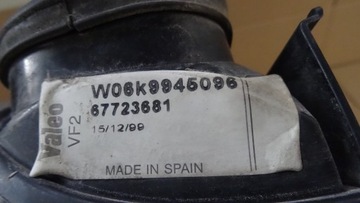 Valeo
VF2
W06k9945096
67723681
15/12/99
MADE IN SPAIN